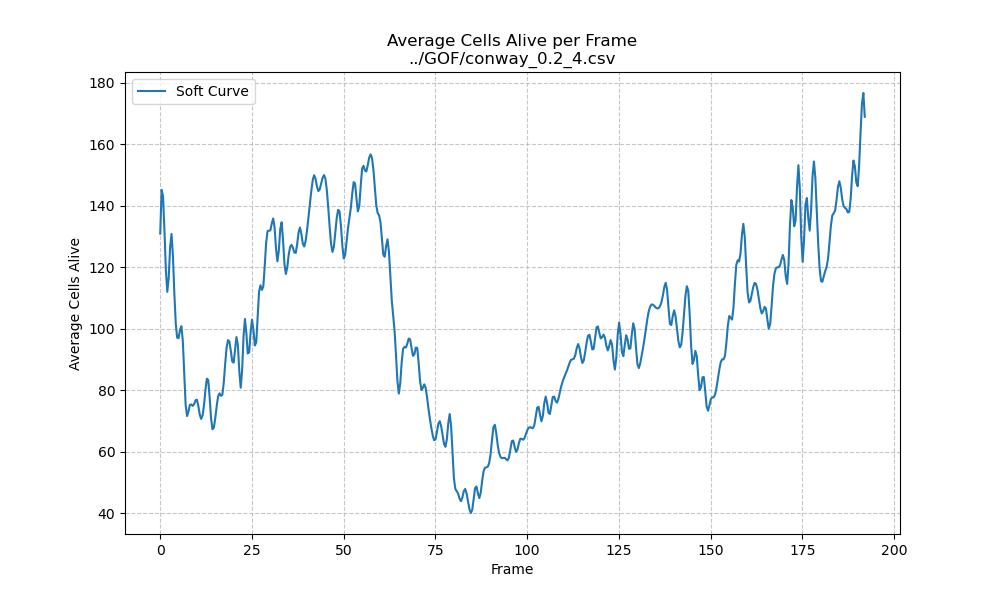 Average Cells Alive per Frame
../GOF/conway_0.2_4.csv
Soft Curve
Average Cells Alive
180
160
140
120
100
80
60
40
0 25 50 75 100 125 150 175 200
Frame